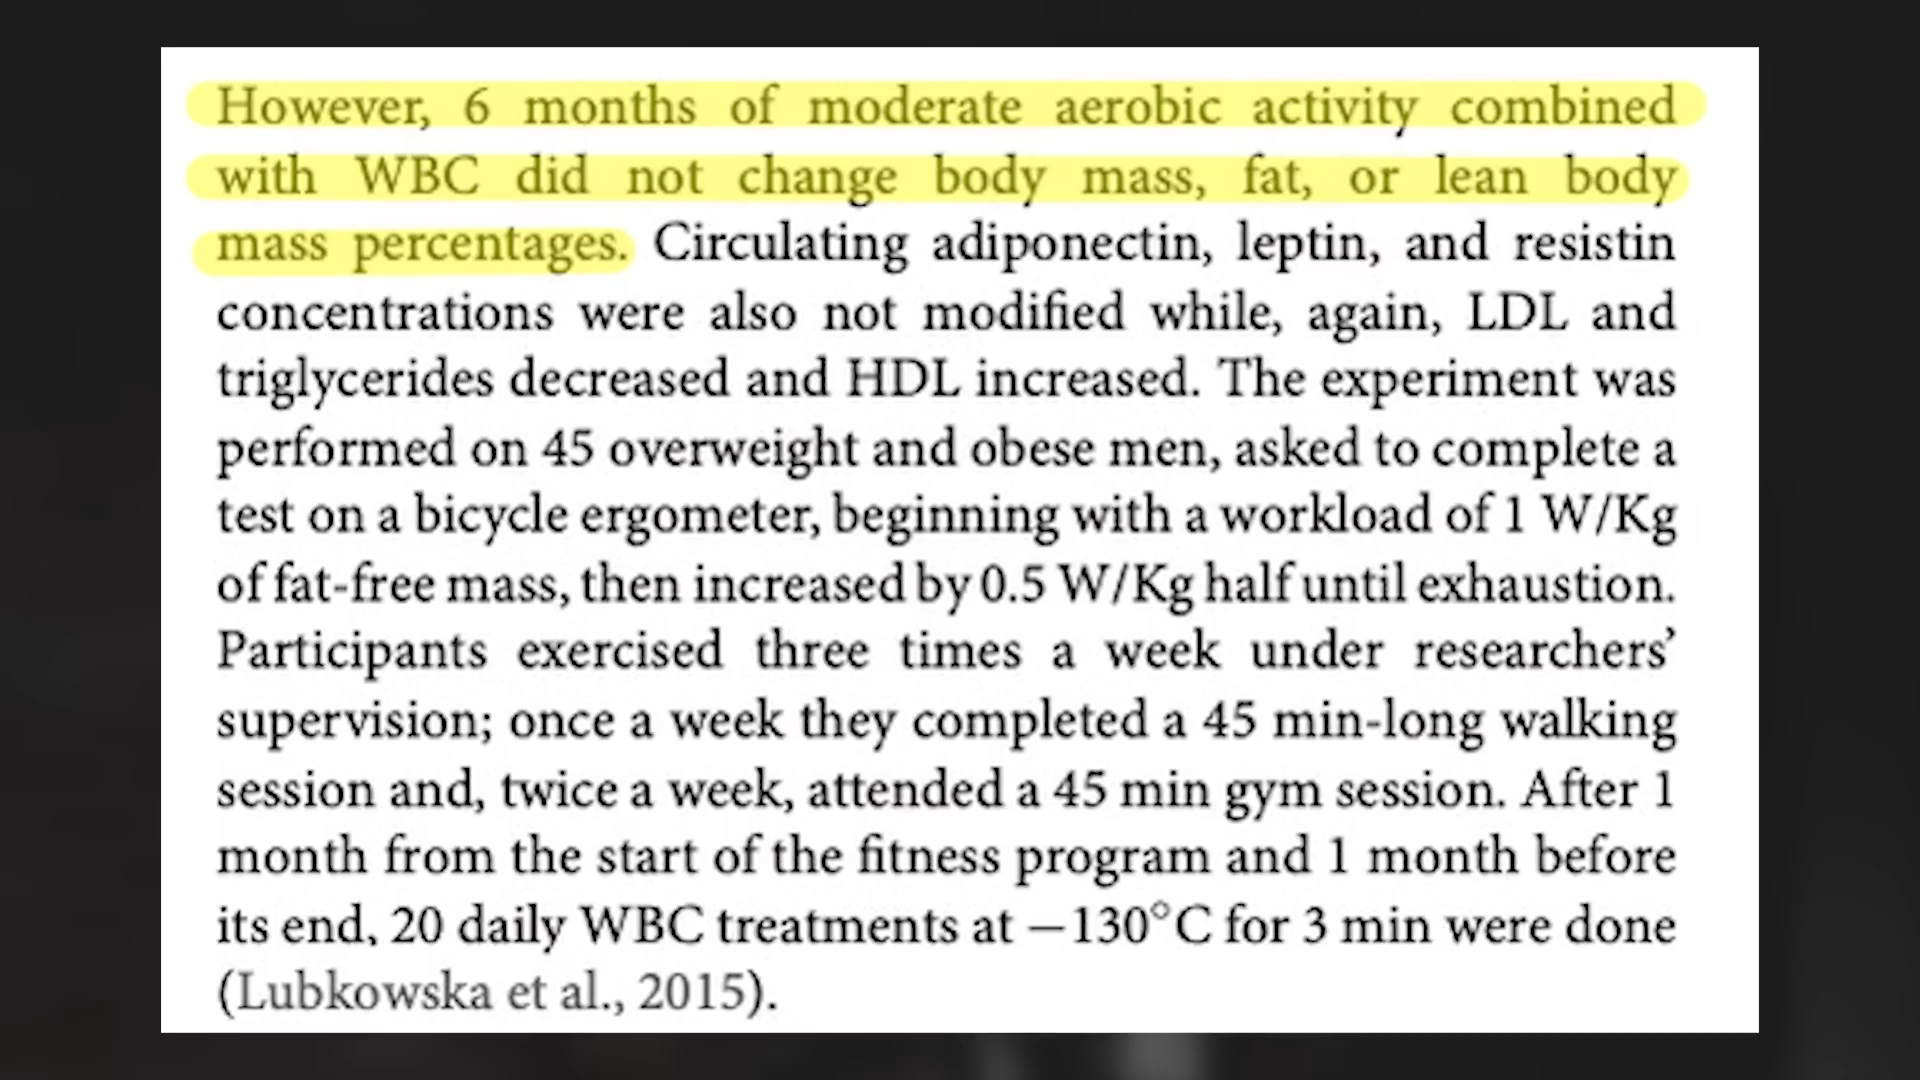 However, 6 months of moderate aerobic activity combined
with WBC did not change body mass, fat, or lean body
mass percentages. Circulating adiponectin, leptin, and resistin
concentrations were also not modified while, again, LDL and
triglycerides decreased and HDL increased. The experiment was
performed on 45 overweight and obese men, asked to complete a
test on a bicycle ergometer, beginning with a workload of 1 W/Kg
of fat-free mass, then increased by 0.5 W/Kg half until exhaustion.
Participants exercised three times a week under researchers’
supervision; once a week they completed a 45 min-long walking
session and, twice a week, attended a 45 min gym session. After 1
month from the start of the fitness program and 1 month before
its end, 20 daily WBC treatments at −130°C for 3 min were done
(Lubkowska et al., 2015).